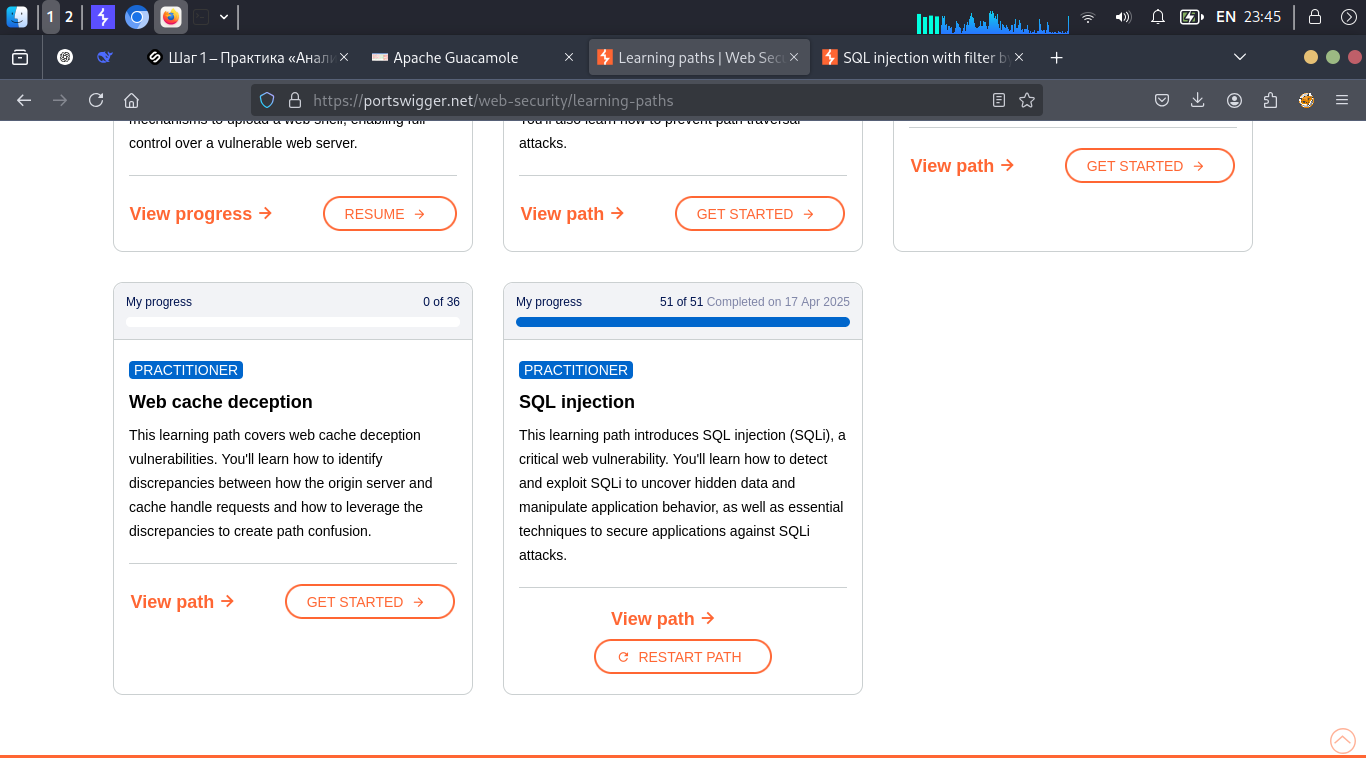 1 2
EN 23:45
Шаг 1 – Практика «Анали
Apache Guacamole
Learning paths | Web Secu
SQL injection with filter by
https://portswigger.net/web-security/learning-paths
mechanisms to upload a web shell, enabling full
control over a vulnerable web server.
View progress
RESUME
You'll also learn how to prevent path traversal
attacks.
View path
GET STARTED
View path
GET STARTED
My progress
0 of 36
PRACTITIONER
Web cache deception
This learning path covers web cache deception
vulnerabilities. You'll learn how to identify
discrepancies between how the origin server and
cache handle requests and how to leverage the
discrepancies to create path confusion.
View path
GET STARTED
My progress
51 of 51 Completed on 17 Apr 2025
PRACTITIONER
SQL injection
This learning path introduces SQL injection (SQLi), a
critical web vulnerability. You'll learn how to detect
and exploit SQLi to uncover hidden data and
manipulate application behavior, as well as essential
techniques to secure applications against SQLi
attacks.
View path
RESTART PATH